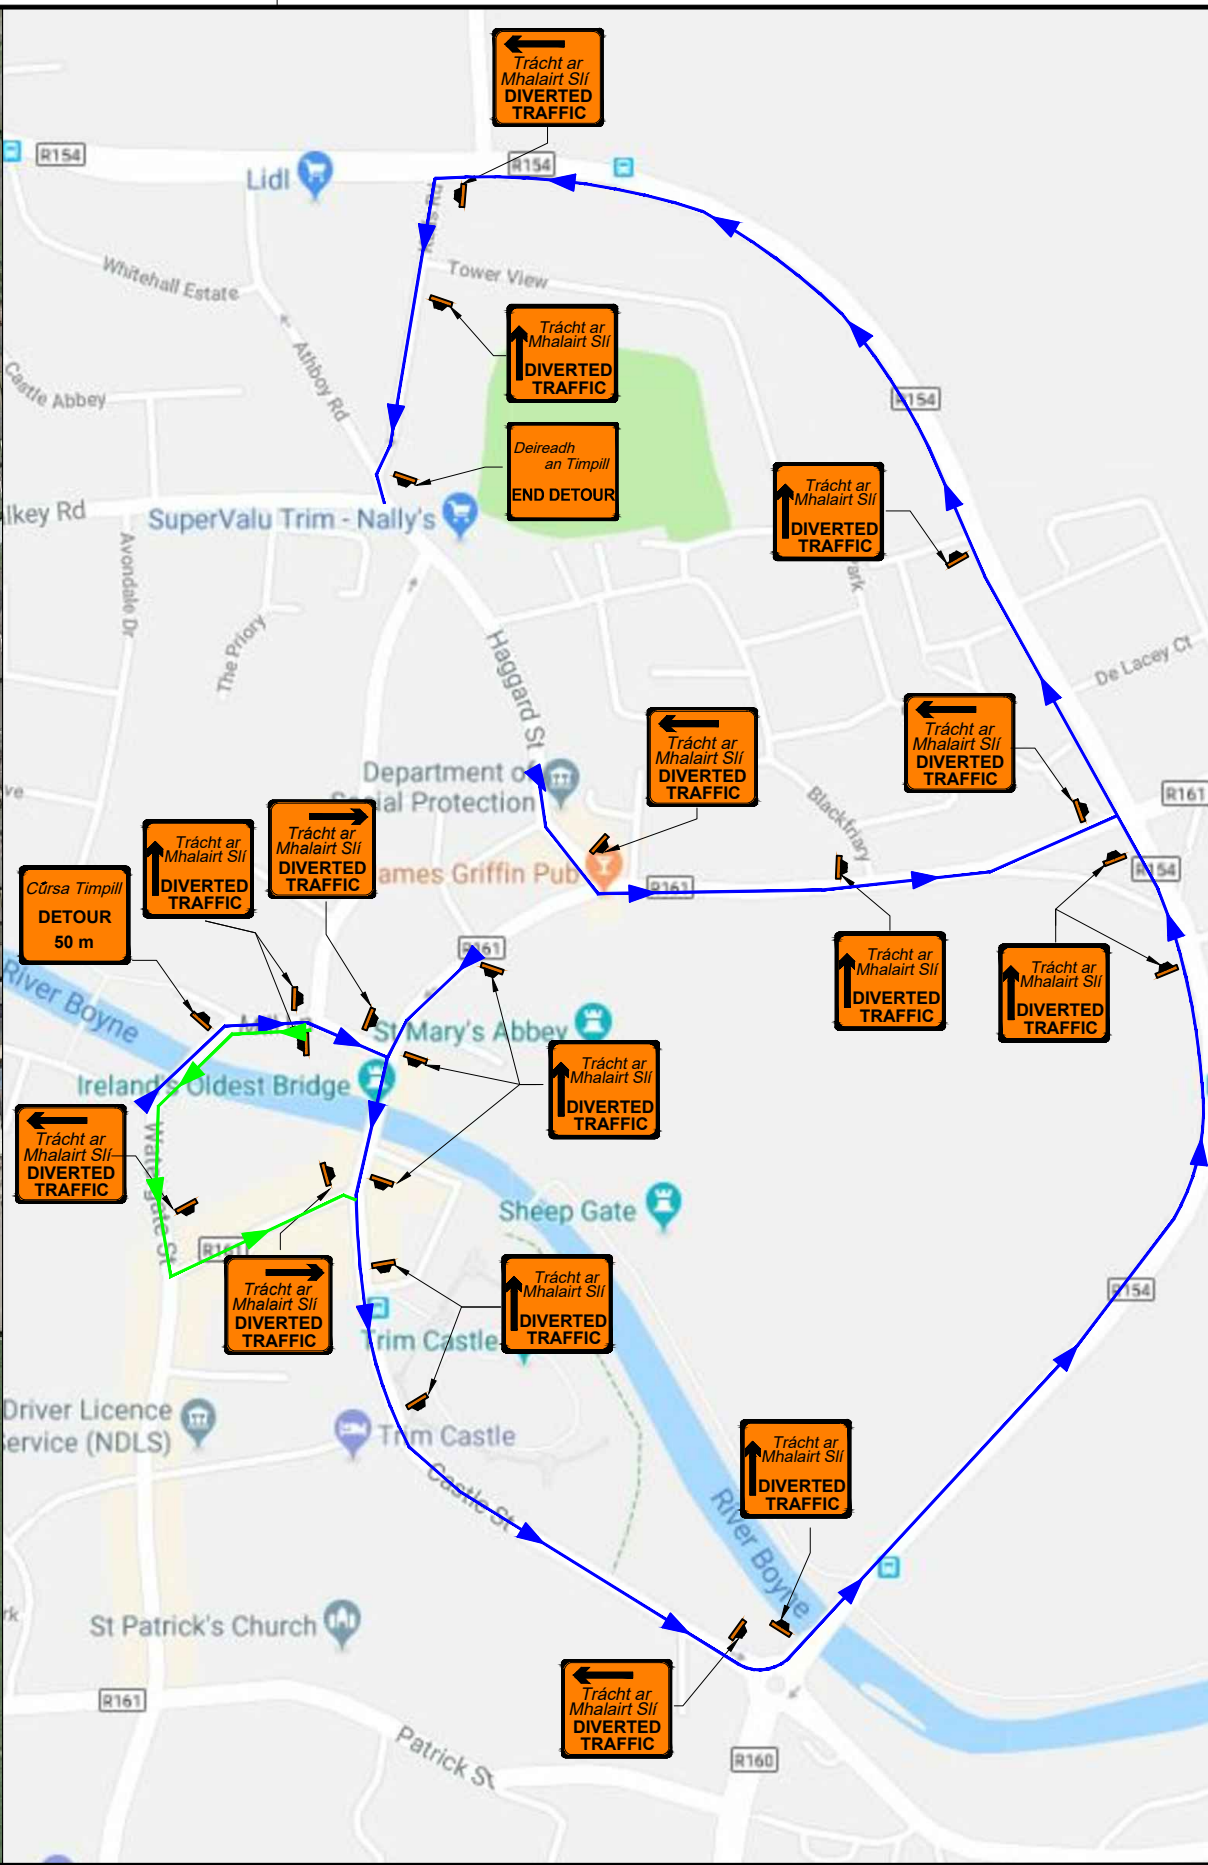 Trácht ar
Mhalairt Slí
DIVERTED
TRAFFIC
R154
R154
Lidl
Tower View
Whitehall Estate
Trácht ar
Mhalairt Slí
DIVERTED
TRAFFIC
Athboy Rd
Castle Abbey
R154
Deireadh
an Timpill
END DETOUR
Trácht ar
Mhalairt Slí
DIVERTED
TRAFFIC
lkey Rd
SuperValu Trim - Nally's
Avondale Dr
Park
The Priory
Haggard St
De Lacey Ct
Trácht ar
Mhalairt Slí
DIVERTED
TRAFFIC
Trácht ar
Mhalairt Slí
DIVERTED
TRAFFIC
Department of
Social Protection
R161
ve
Blackfriary
Trácht ar
Mhalairt Slí
DIVERTED
TRAFFIC
Trácht ar
Mhalairt Slí
DIVERTED
TRAFFIC
ames Griffin Pub
R161
R154
Cúrsa Timpill
DETOUR
50 m
R161
Trácht ar
Mhalairt Slí
DIVERTED
TRAFFIC
Trácht ar
Mhalairt Slí
DIVERTED
TRAFFIC
River Boyne
St Mary's Abbey
Ireland's Oldest Bridge
Trácht ar
Mhalairt Slí
DIVERTED
TRAFFIC
Trácht ar
Mhalairt Slí
DIVERTED
TRAFFIC
Watergate St
Sheep Gate
R161
Trácht ar
Mhalairt Slí
DIVERTED
TRAFFIC
Trácht ar
Mhalairt Slí
DIVERTED
TRAFFIC
R154
Trim Castle
Driver Licence
Service (NDLS)
Trim Castle
Castle St
Trácht ar
Mhalairt Slí
DIVERTED
TRAFFIC
River Boyne
rk
St Patrick's Church
Trácht ar
Mhalairt Slí
DIVERTED
TRAFFIC
R161
Patrick St
R160